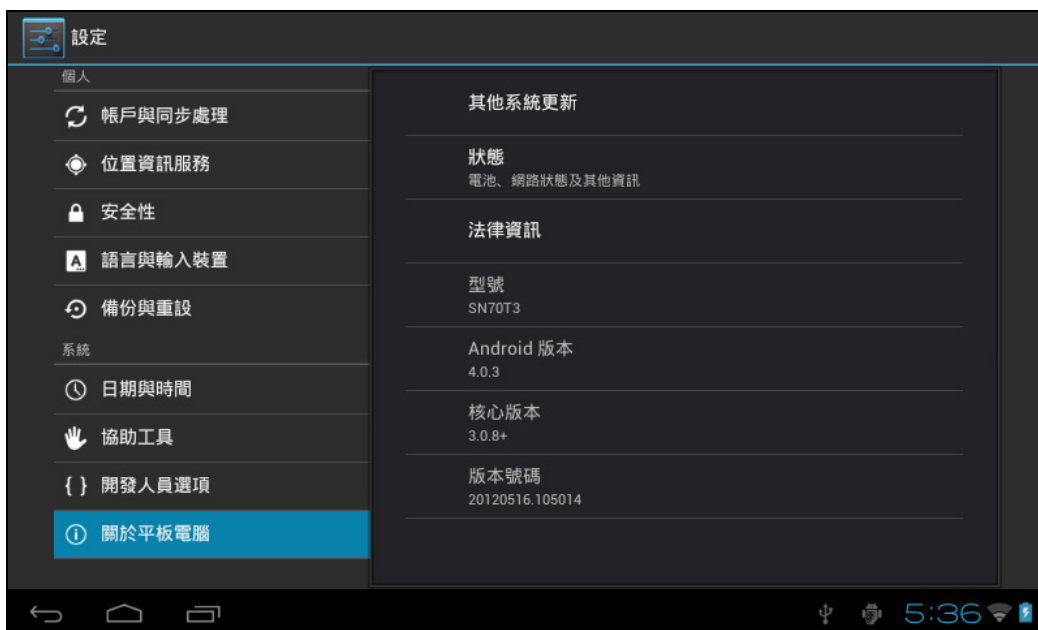 設定
個人
帳戶與同步處理
位置資訊服務
安全性
A 語言與輸入裝置
備份與重設
系統
日期與時間
協助工具
{ } 開發人員選項
關於平板電腦
其他系統更新
狀態
電池、網路狀態及其他資訊
法律資訊
型號
SN70T3
Android 版本
4.0.3
核心版本
3.0.8+
版本號碼
20120516.105014
5:36